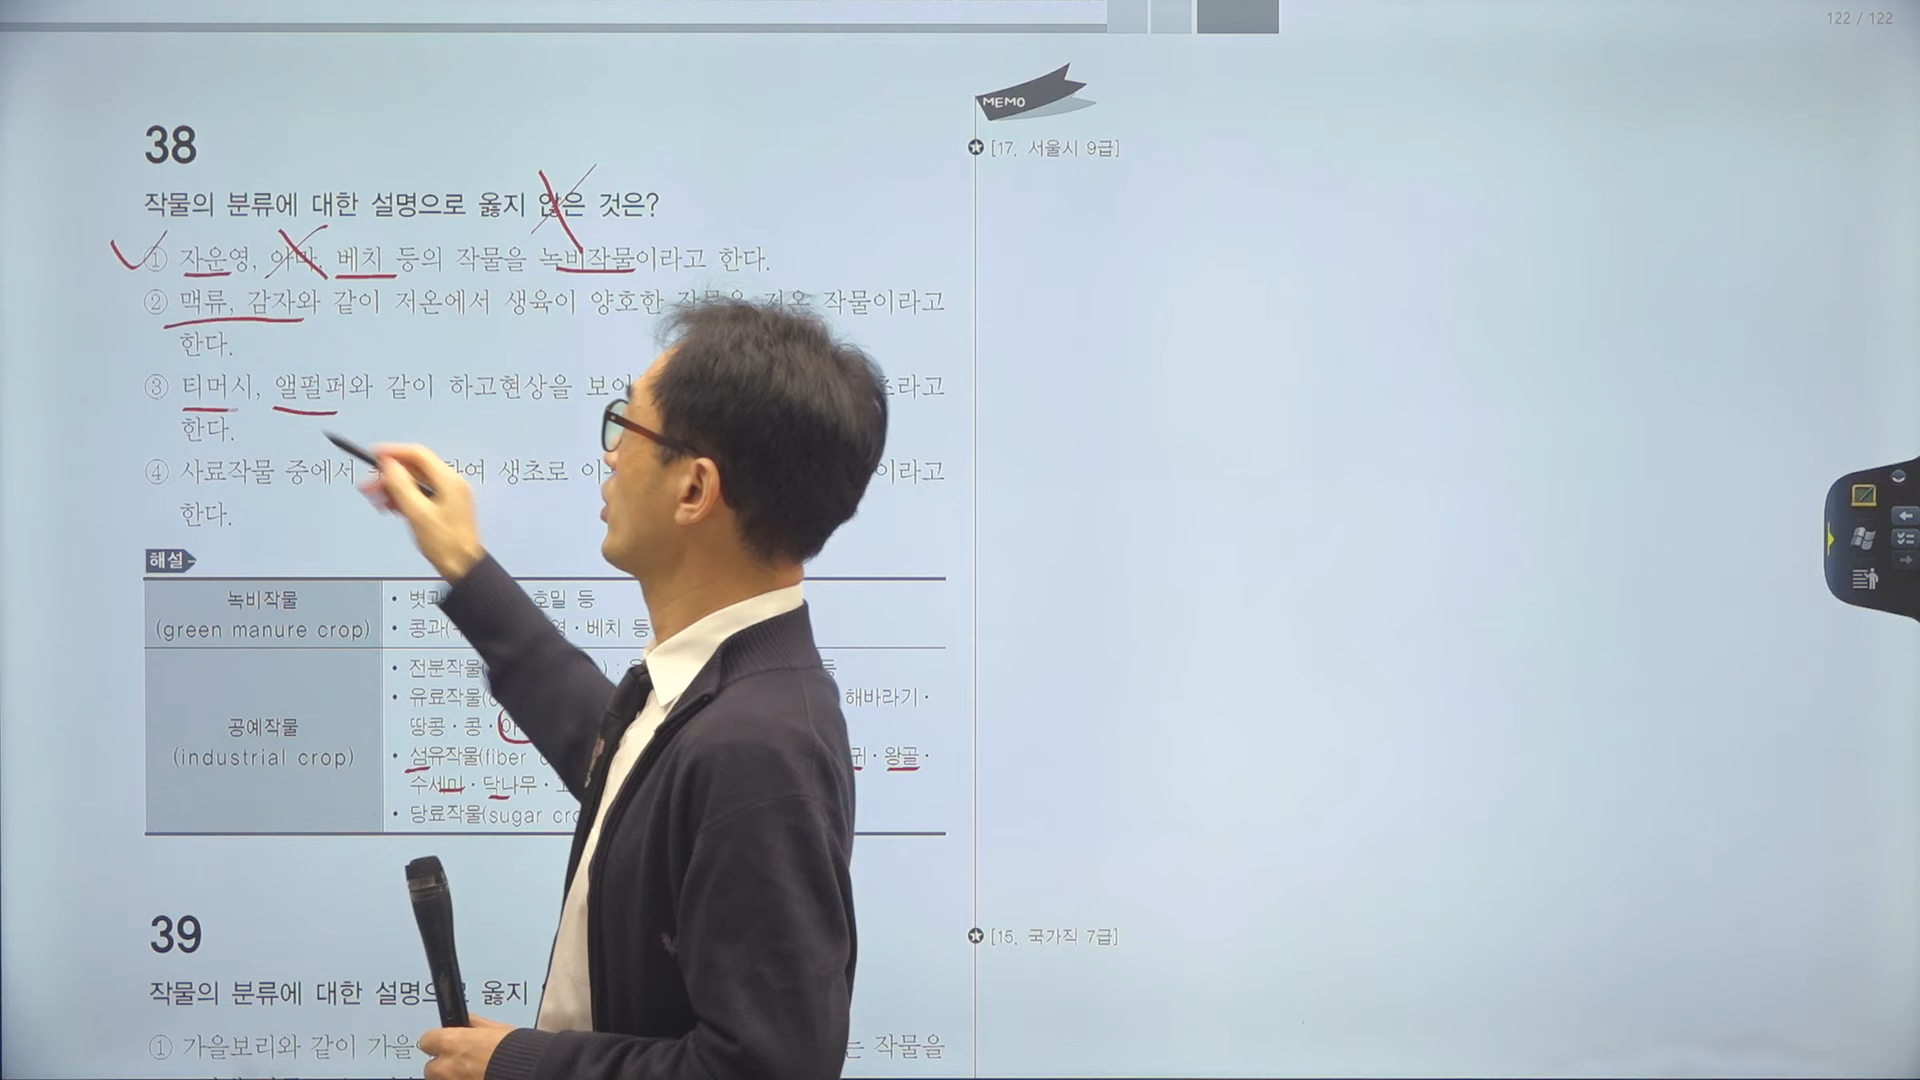 122 / 122
MEMO
38
[17. 서울시 9급]
작물의 분류에 대한 설명으로 옳지 않은 것은?
① 자운영, 아마, 베치 등의 작물을 녹비작물이라고 한다.
② 맥류, 감자와 같이 저온에서 생육이 양호한 작물을 저온 작물이라고
한다.
③ 티머시, 앨펄퍼와 같이 하고현상을 라고
한다.
④ 사료작물 중에서 생초로 이라고
한다.
해설
녹비작물
(green manure crop)
• 볏과 호밀 등
• 콩과( · 베치 등
공예작물
(industrial crop)
• 전분작물( ) : 등
• 유료작물( 해바라기 ·
땅콩 · 콩 ·
• 섬유작물(fiber · 왕골 ·
수세미 · 닥나무 ·
• 당료작물(sugar
39
[15. 국가직 7급]
작물의 분류에 대한 설명으로 옳지
① 가을보리와 같이 는 작물을